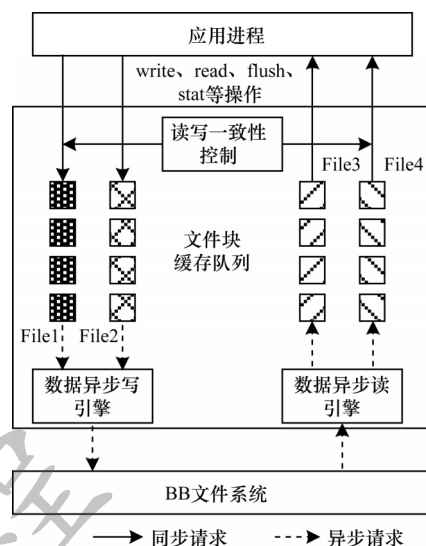 应用进程
write、read、flush、
stat等操作
读写一致性
控制
File3
File4
文件块
缓存队列
File1
File2
数据异步写
引擎
数据异步读
引擎
BB文件系统
同步请求
异步请求